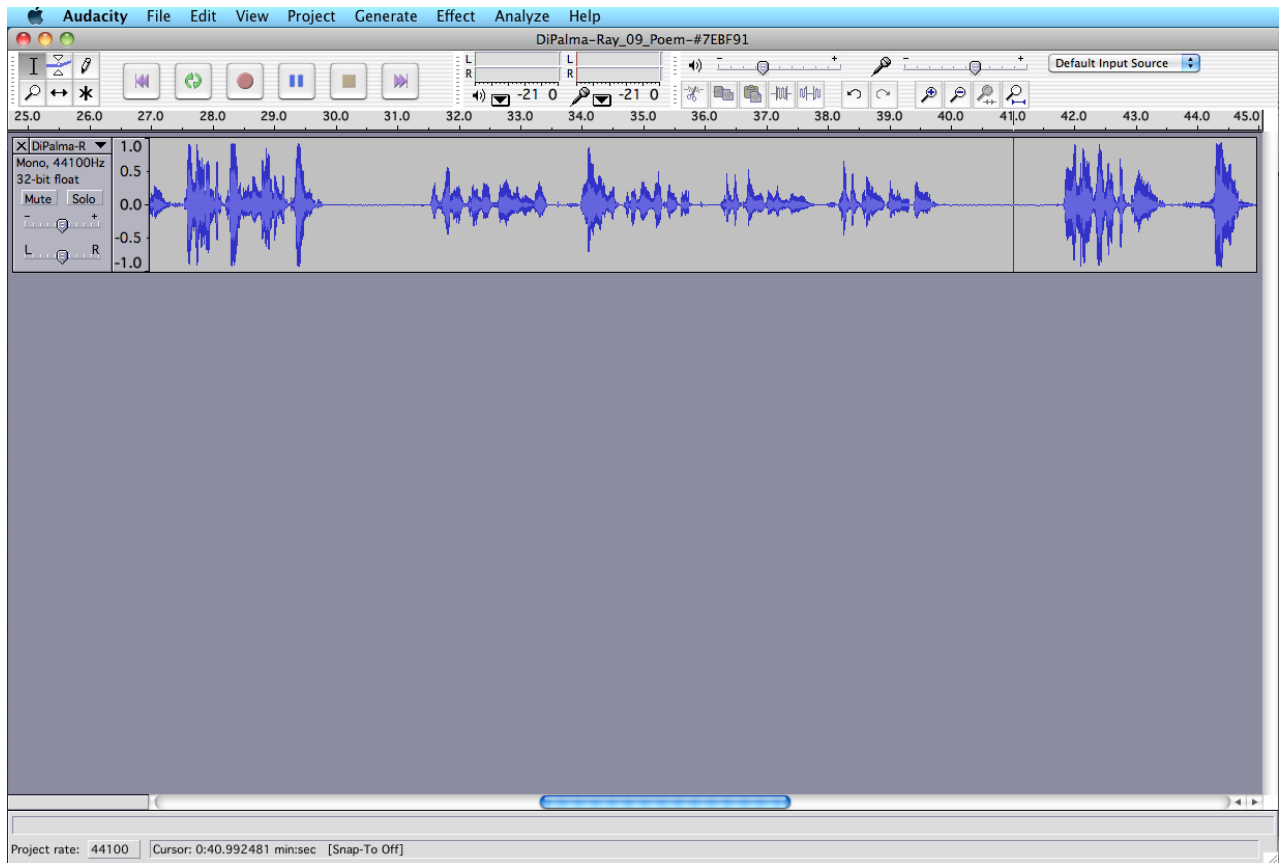 Audacity File Edit View Project Generate Effect Analyze Help
DiPalma-Ray_09_Poem-#7EBF91
L L
R R
- + - + Default Input Source
-21 0 -21 0
25.0 26.0 27.0 28.0 29.0 30.0 31.0 32.0 33.0 34.0 35.0 36.0 37.0 38.0 39.0 40.0 41.0 42.0 43.0 44.0 45.0
X DiPalma-R 1.0
Mono, 44100Hz
32-bit float 0.5
Mute Solo 0.0
- +
-0.5
L R
-1.0
Project rate: 44100 Cursor: 0:40.992481 min:sec [Snap-To Off]